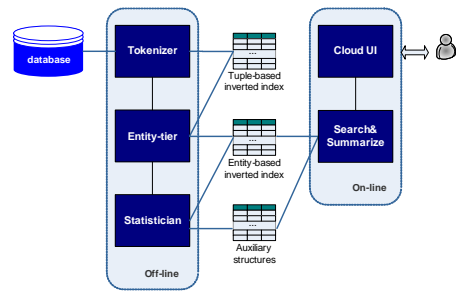 database
Tokenizer
Entity-tier
Statistician
Off-line
...
Tuple-based
inverted index
...
Entity-based
inverted index
...
Auxiliary
structures
Cloud UI
Search&
Summarize
On-line